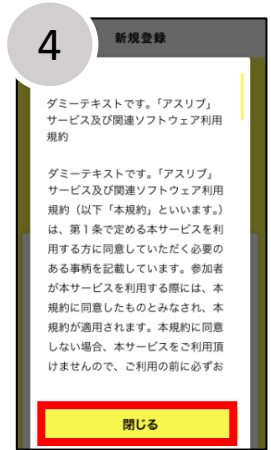 4
新規登録
ダミーテキストです。「アスリブ」
サービス及び関連ソフトウェア利用
規約
ダミーテキストです。「アスリブ」
サービス及び関連ソフトウェア利用
規約（以下「本規約」といいます。）
は、第１条で定める本サービスを利
用する方に同意していただく必要の
ある事柄を記載しています。参加者
が本サービスを利用する際には、本
規約に同意したものとみなされ、本
規約が適用されます。本規約に同意
しない場合、本サービスをご利用頂
けませんので、ご利用の前に必ずお
閉じる